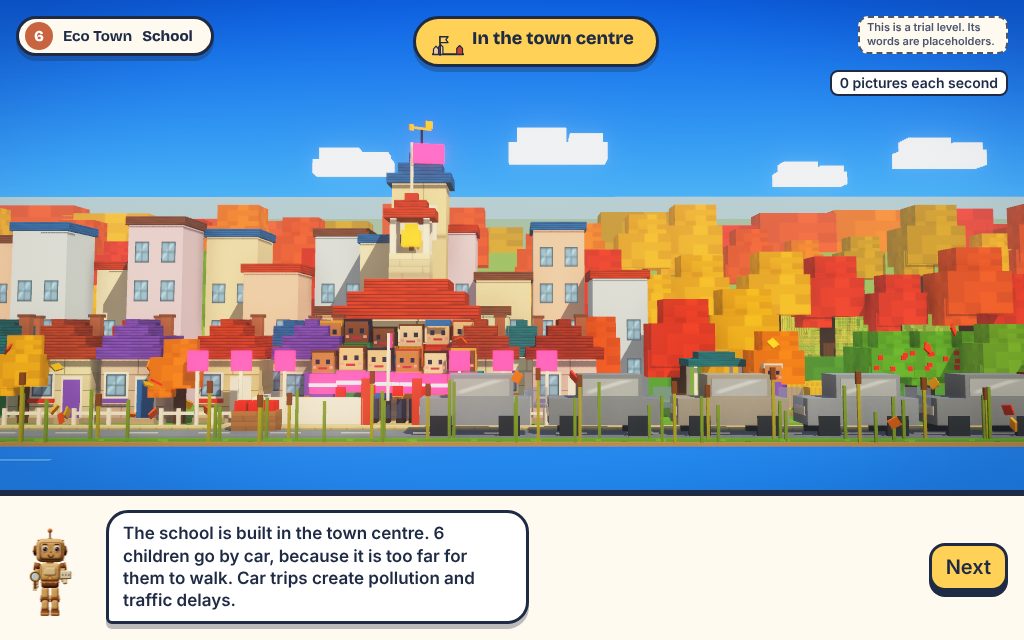 6 Eco Town School
In the town centre
This is a trial level. Its
words are placeholders.
0 pictures each second
The school is built in the town centre. 6
children go by car, because it is too far for
them to walk. Car trips create pollution and
traffic delays.
Next